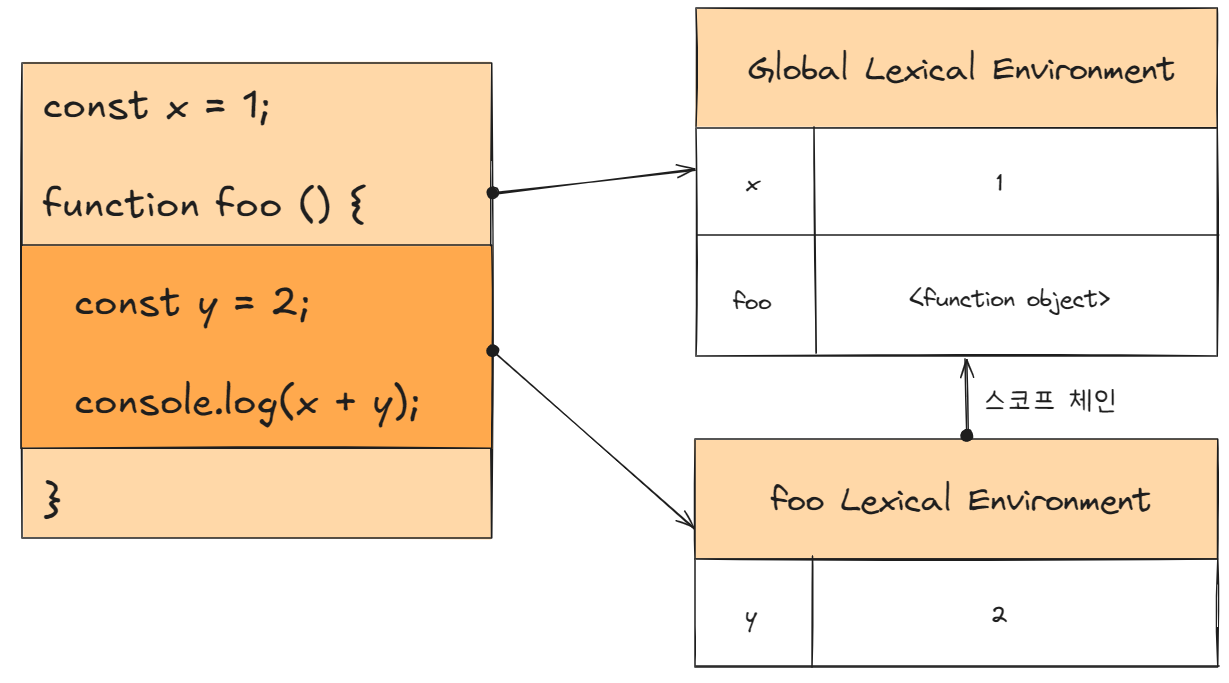 const x = 1;
function foo () {
const y = 2;
console.log(x + y);
}
Global Lexical Environment
x 1
foo <function object>
스코프 체인
foo Lexical Environment
y 2